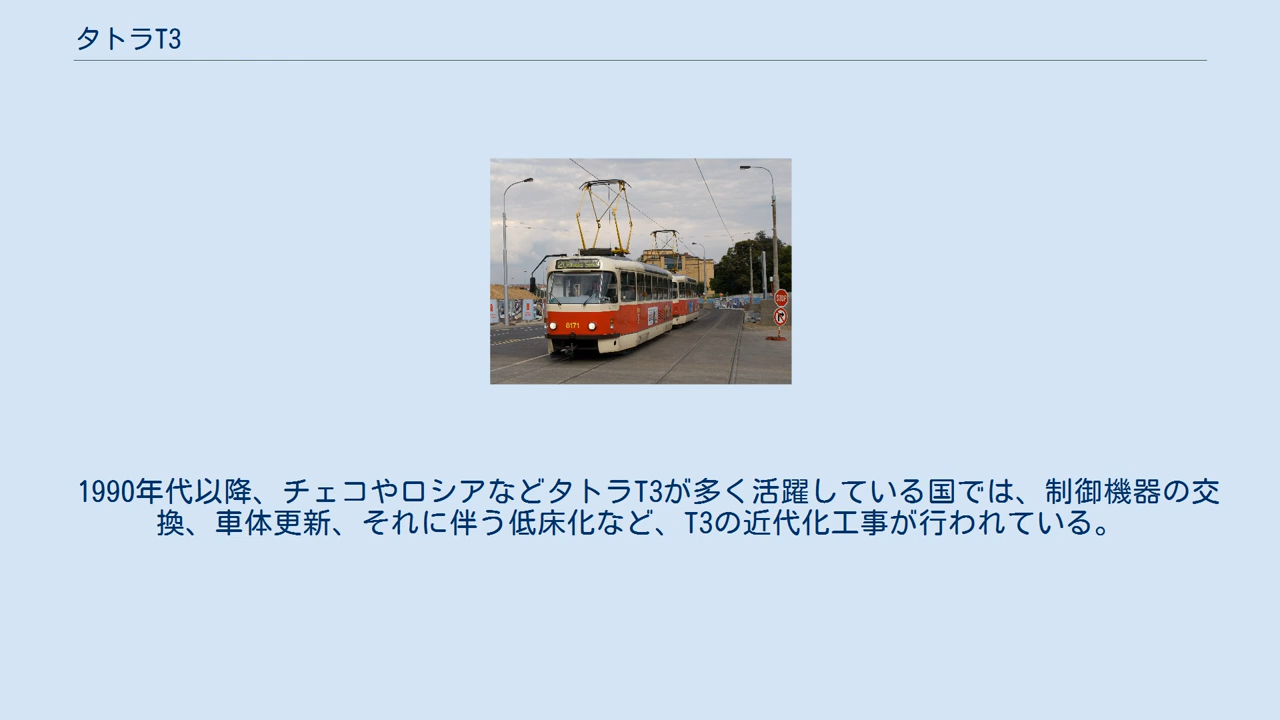 タトラT3
8171
STOP
1990年代以降、チェコやロシアなどタトラT3が多く活躍している国では、制御機器の交
換、車体更新、それに伴う低床化など、T3の近代化工事が行われている。